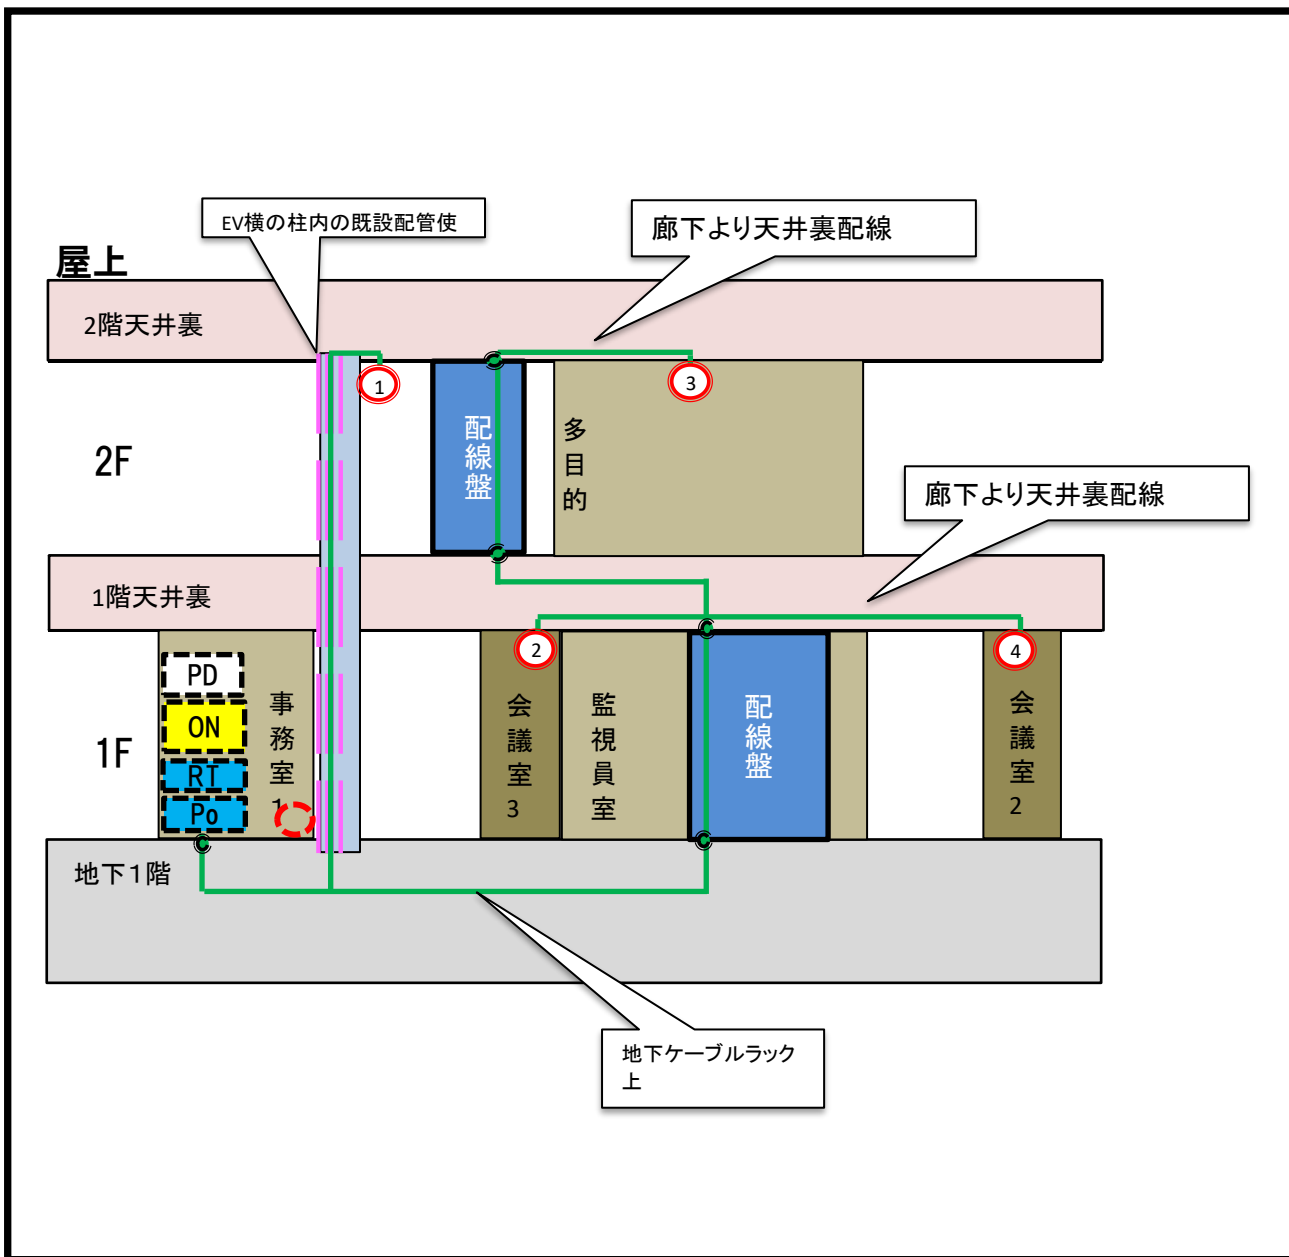 EV横の柱内の既設配管使
廊下より天井裏配線
屋上
2階天井裏
1
3
配線盤
多目的
2F
廊下より天井裏配線
1階天井裏
2
4
PD
ON
RT
Po
事務室1
1F
会議室3
監視員室
配線盤
会議室2
地下1階
地下ケーブルラック
上